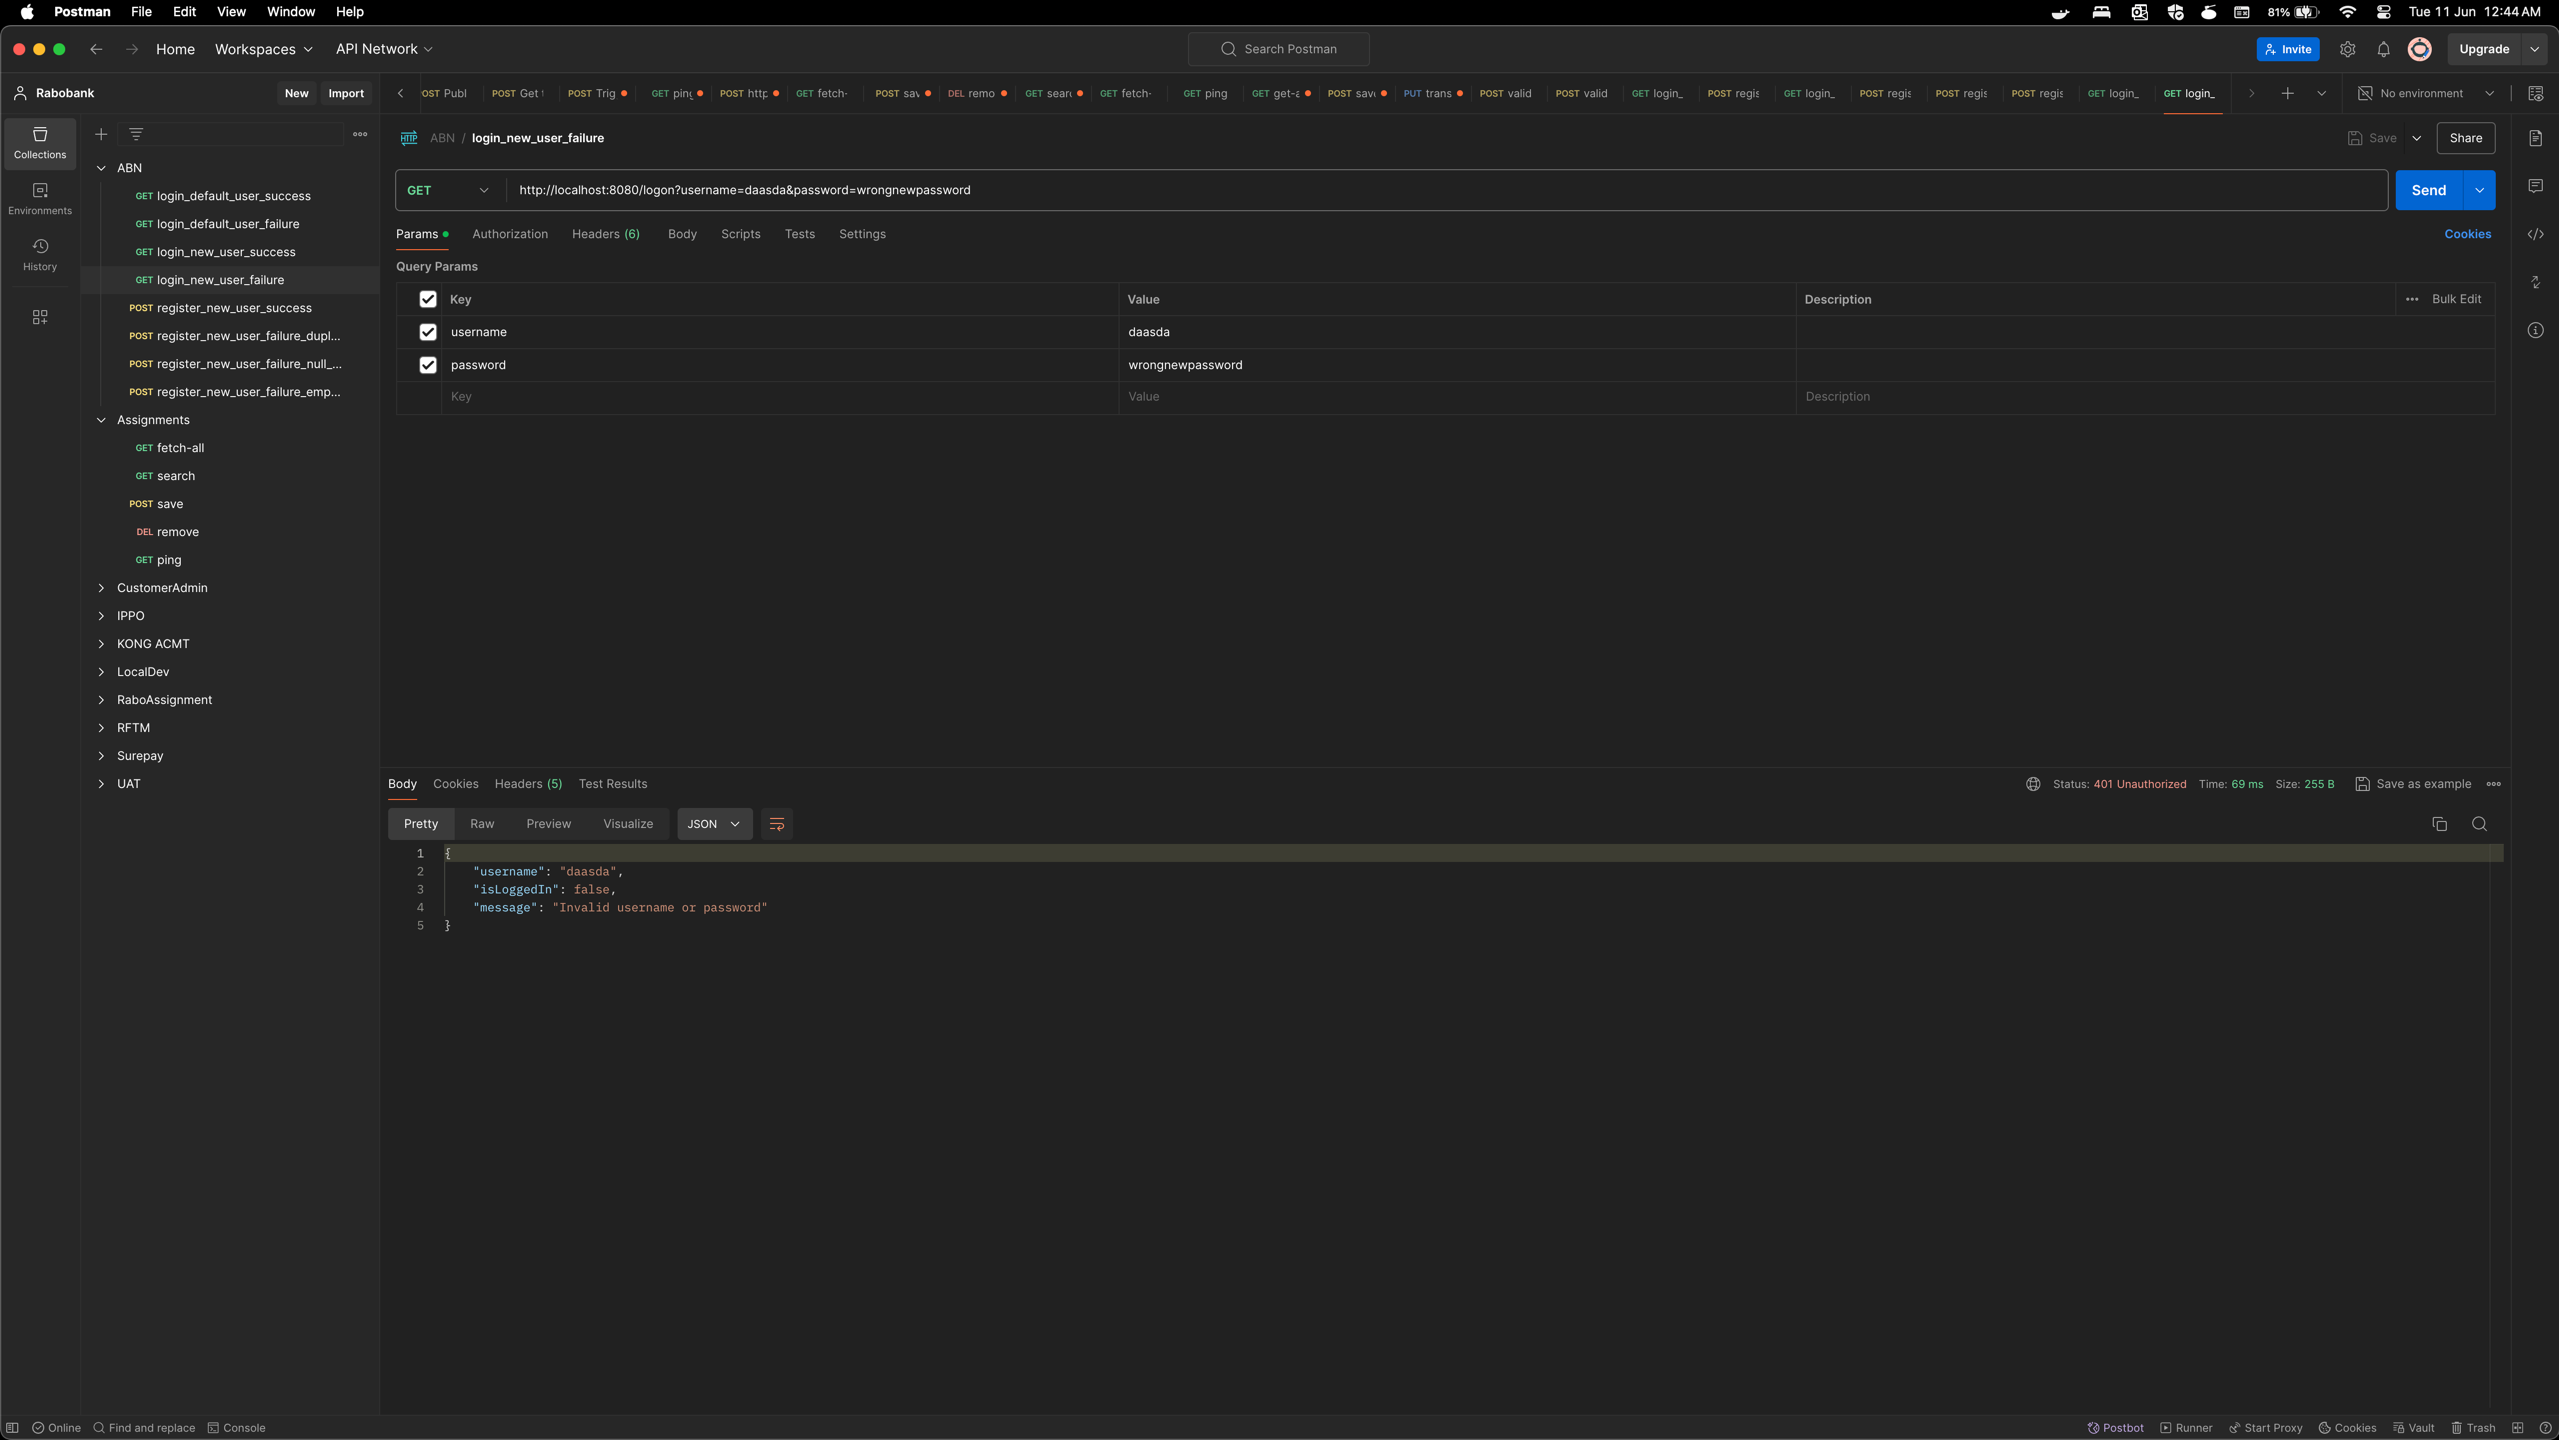 Postman File Edit View Window Help 81% Tue 11 Jun 12:44 AM
Home Workspaces API Network Search Postman Invite Upgrade
Rabobank New Import
OST Publ POST Get POST Trig GET ping POST http GET fetch- POST sav DEL remo GET searc GET fetch- GET ping GET get-a POST save PUT trans POST valid POST valid GET login_ POST regis GET login_ POST regis POST regis POST regis GET login_ GET login_ No environment
Collections
Environments
History
ABN
GET login_default_user_success
GET login_default_user_failure
GET login_new_user_success
GET login_new_user_failure
POST register_new_user_success
POST register_new_user_failure_dupl...
POST register_new_user_failure_null_...
POST register_new_user_failure_emp...
Assignments
GET fetch-all
GET search
POST save
DEL remove
GET ping
CustomerAdmin
IPPO
KONG ACMT
LocalDev
RaboAssignment
RFTM
Surepay
UAT
HTTP ABN / login_new_user_failure Save Share
GET http://localhost:8080/logon?username=daasda&password=wrongnewpassword Send
Params Authorization Headers (6) Body Scripts Tests Settings Cookies
Query Params
Key Value Description Bulk Edit
username daasda
password wrongnewpassword
Key Value Description
Body Cookies Headers (5) Test Results Status: 401 Unauthorized Time: 69 ms Size: 255 B Save as example
Pretty Raw Preview Visualize JSON
1 {
2 "username": "daasda",
3 "isLoggedIn": false,
4 "message": "Invalid username or password"
5 }
Online Find and replace Console Postbot Runner Start Proxy Cookies Vault Trash